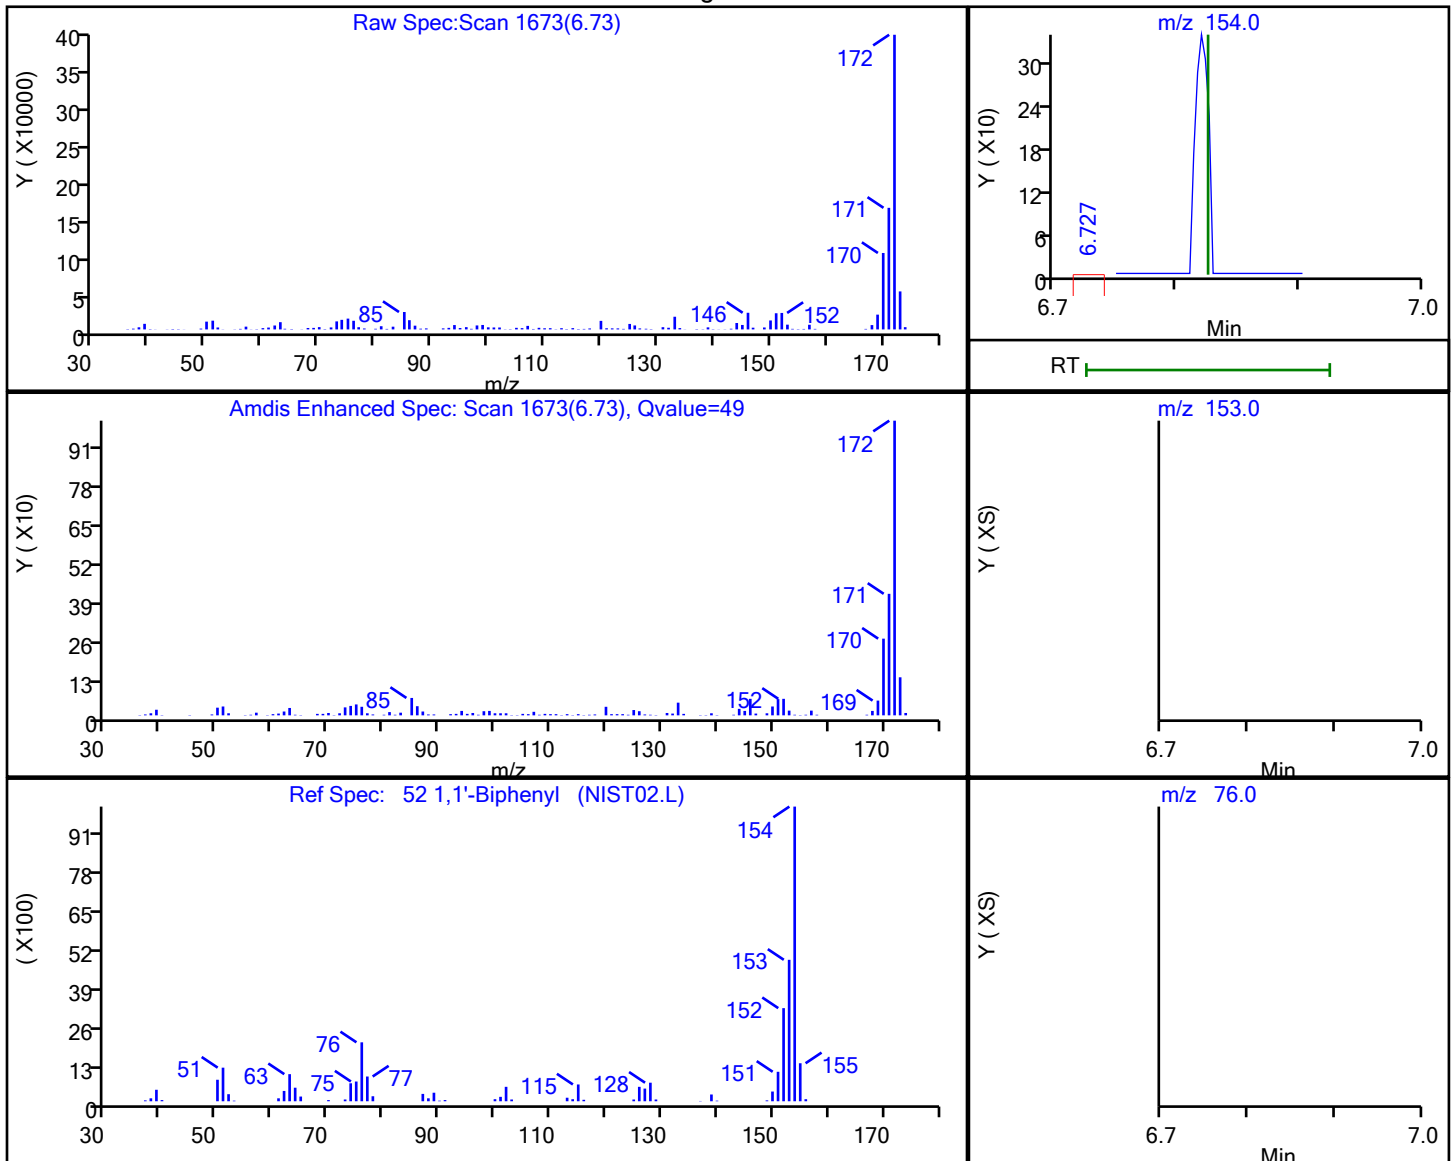 Raw Spec:Scan 1673(6.73)
Y ( X10000)
40
35
30
25
20
15
10
5
0
172
171
170
85
146
152
30 50 70 90 110 130 150 170
m/z
m/z 154.0
Y ( X10)
30
24
18
12
6
0
6.727
6.7 7.0
Min
RT
Amdis Enhanced Spec: Scan 1673(6.73), Qvalue=49
Y ( X10)
91
78
65
52
39
26
13
0
172
171
170
85
152
169
30 50 70 90 110 130 150 170
m/z
m/z 153.0
Y ( XS)
6.7 7.0
Min
Ref Spec: 52 1,1'-Biphenyl (NIST02.L)
( X100)
91
78
65
52
39
26
13
0
154
153
152
76
51
63
75
77
115
128
151
155
30 50 70 90 110 130 150 170
m/z 76.0
Y ( XS)
6.7 7.0
Min